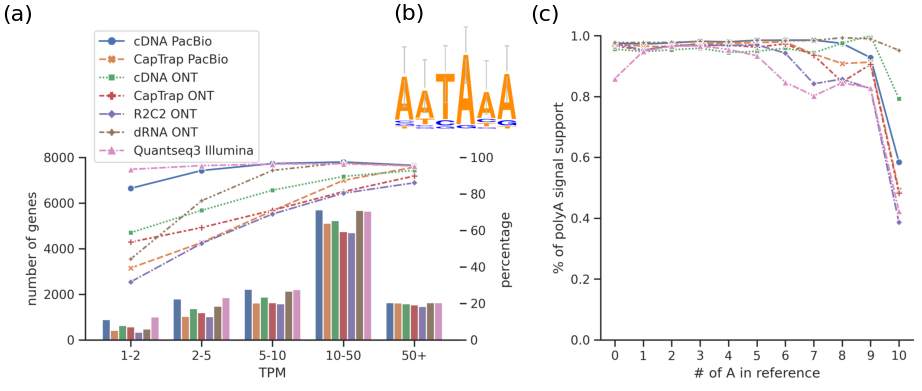 (a)
(b)
(c)
cDNA PacBio
CapTrap PacBio
cDNA ONT
CapTrap ONT
R2C2 ONT
dRNA ONT
Quantseq3 Illumina
AATAAA
8000
6000
4000
2000
0
number of genes
100
80
60
40
20
0
percentage
1-2
2-5
5-10
10-50
50+
TPM
1.0
0.8
0.6
0.4
0.2
0.0
% of polyA signal support
0 1 2 3 4 5 6 7 8 9 10
# of A in reference